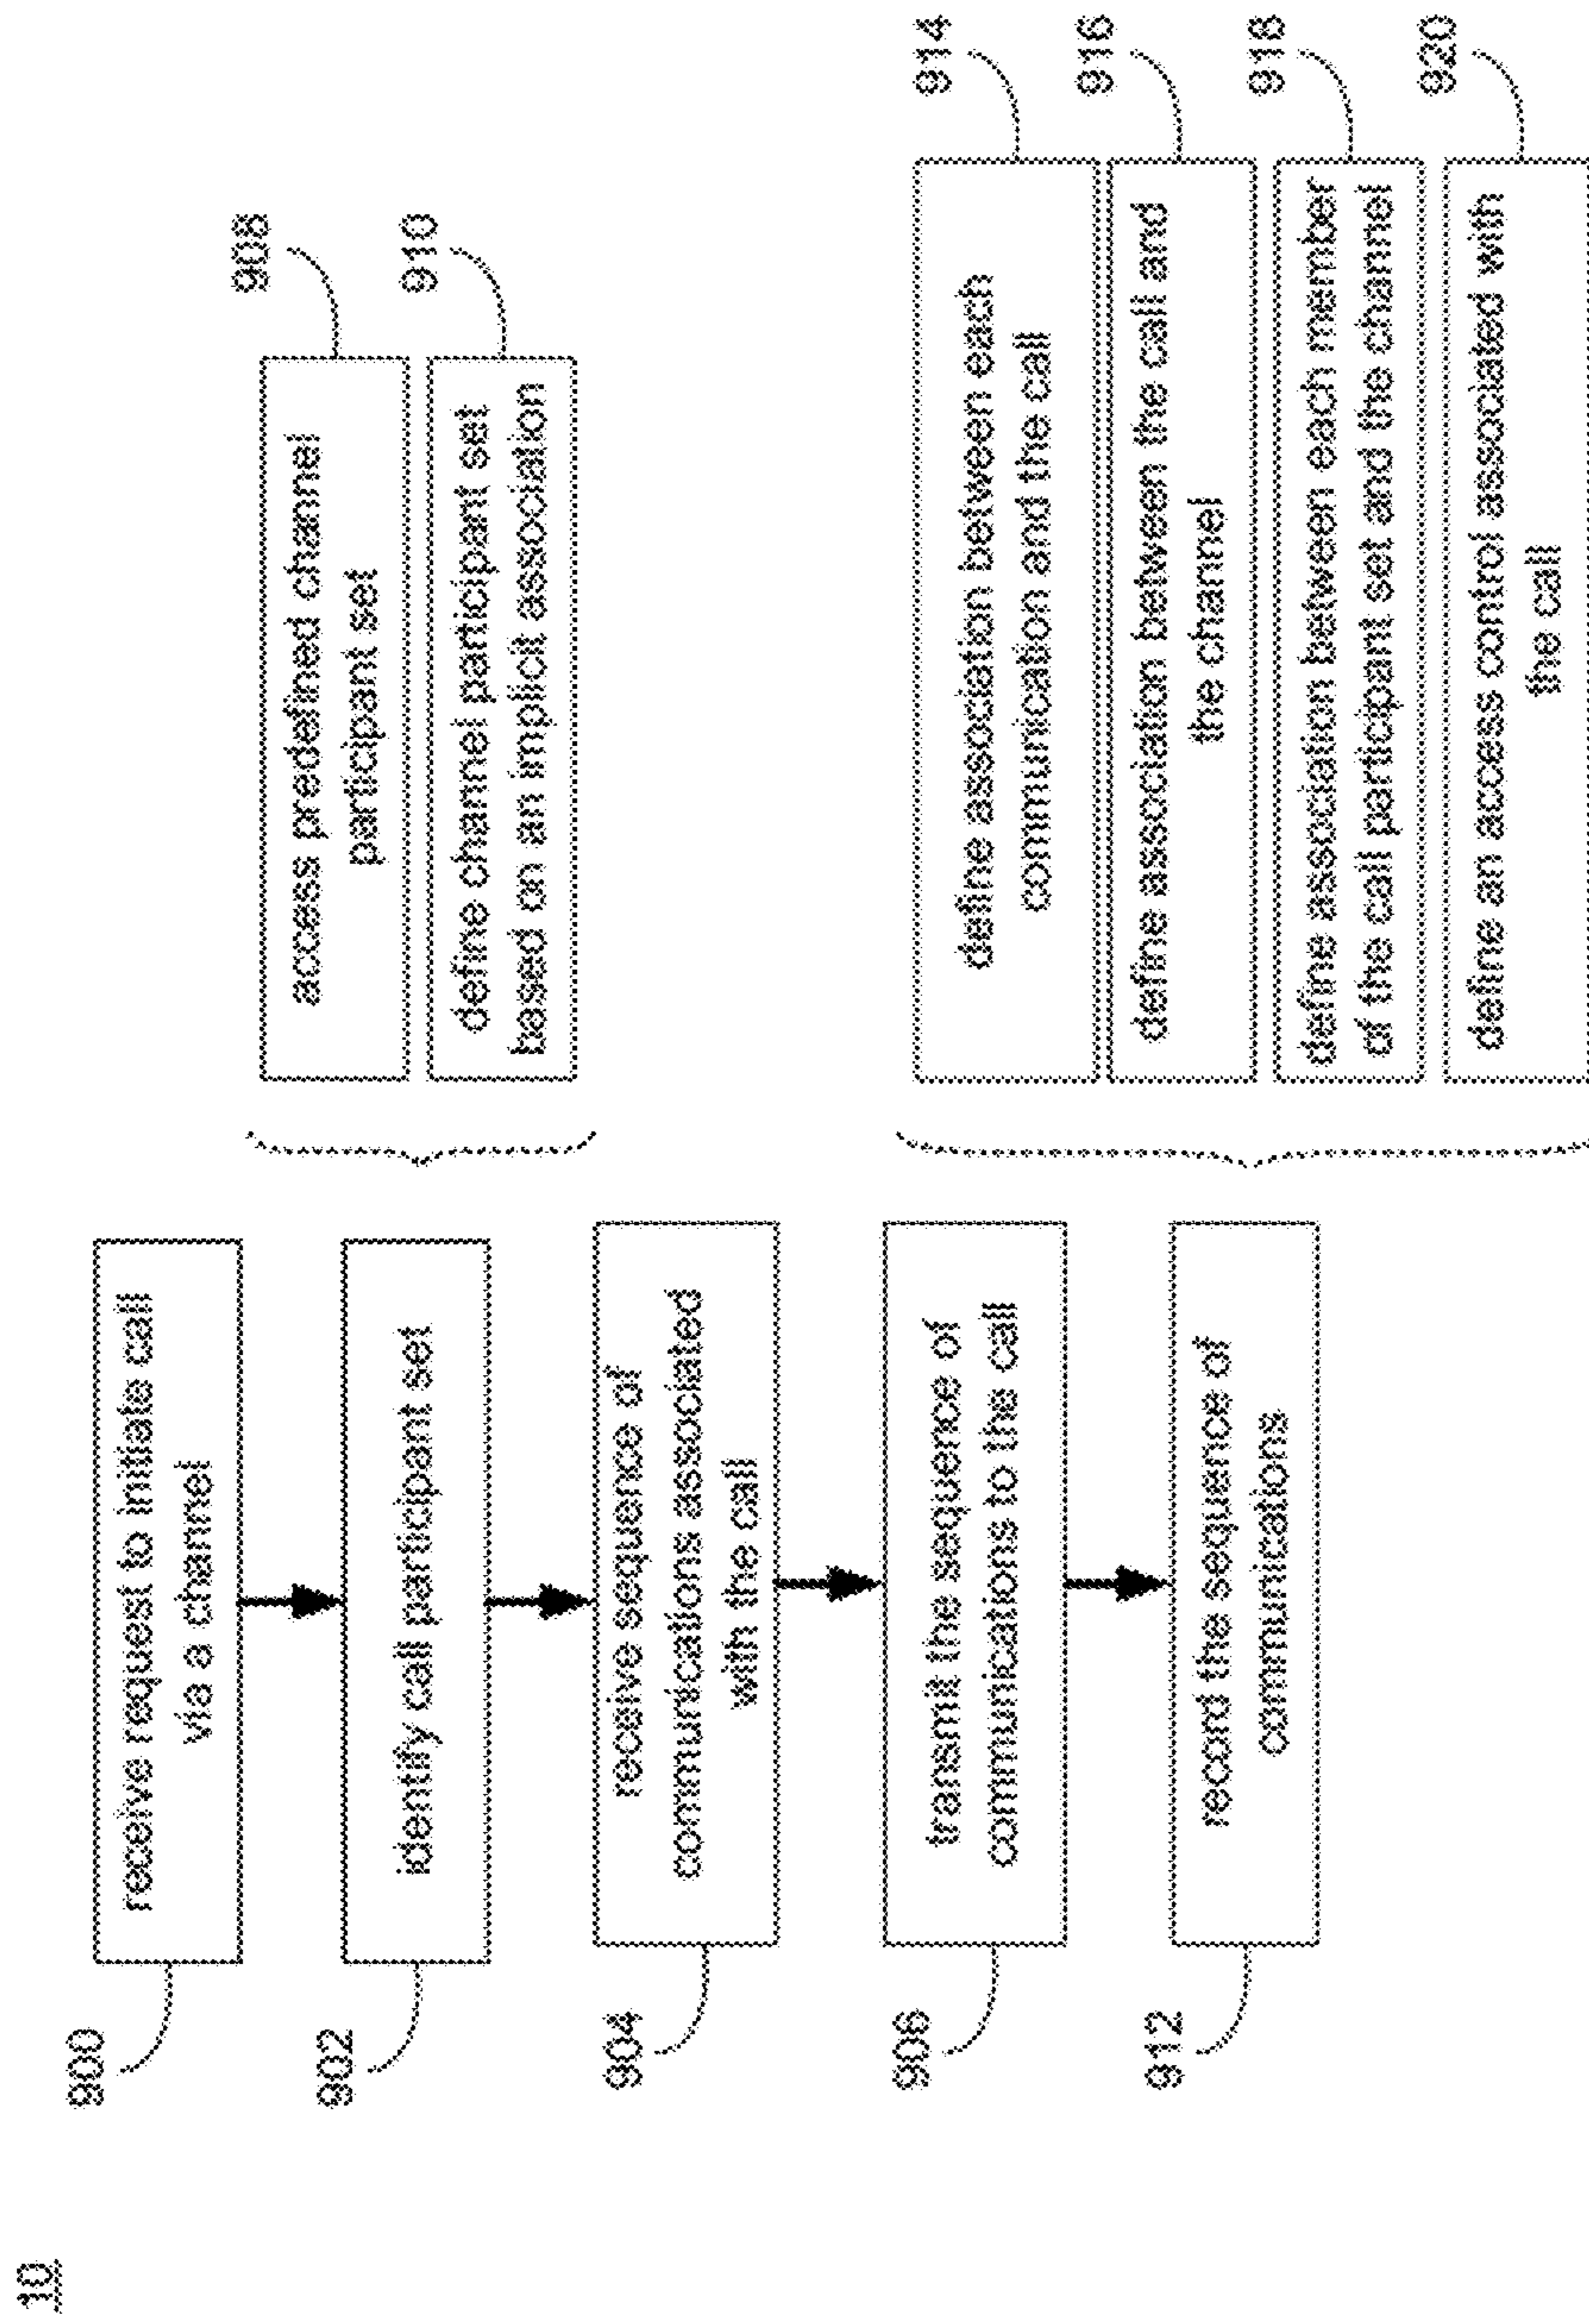 10
900
receive request to initiate call
via a channel
902
identify call participant set
908
access predefined channel
participant set
910
define channel participant set
based on an implicit association
904
receive sequence of
communications associated
with the call
906
transmit the sequence of
communications to the call
912
record the sequence of
communications
914
define association between each
communication and the call
916
define association between the call and
the channel
918
define association between each member
of the call participant set and the channel
920
define an access control associated with
the call